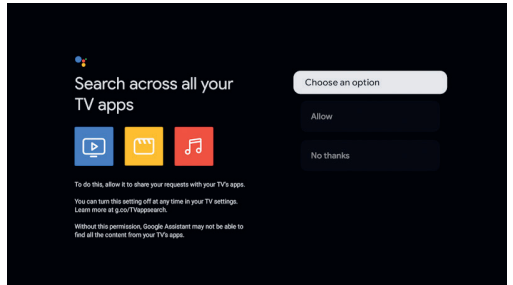 Search across all your
TV apps
To do this, allow it to share your requests with your TV's apps.
You can turn this setting off at any time in your TV settings.
Learn more at g.co/TVappsearch.
Without this permission, Google Assistant may not be able to
find all the content from your TV's apps.
Choose an option
Allow
No thanks